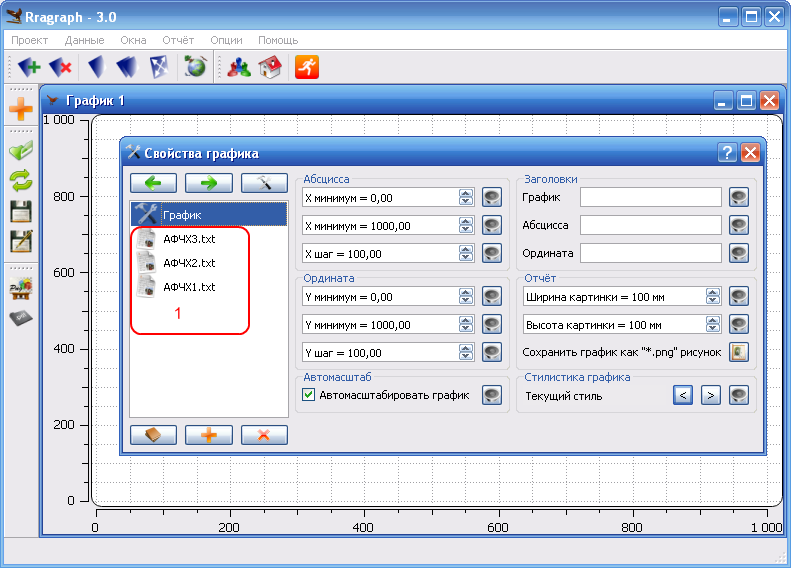 Rragraph - 3.0
Проект Данные Окна Отчёт Опции Помощь
График 1
1 000
800
600
400
200
0
0 200 400 600 800 1 000
Свойства графика
?
График
АФЧХ3.txt
АФЧХ2.txt
АФЧХ1.txt
1
Абсцисса
X минимум = 0,00
X минимум = 1000,00
X шаг = 100,00
Ордината
Y минимум = 0,00
Y минимум = 1000,00
Y шаг = 100,00
Автомасштаб
Автомасштабировать график
Заголовки
График
Абсцисса
Ордината
Отчёт
Ширина картинки = 100 мм
Высота картинки = 100 мм
Сохранить график как "*.png" рисунок
Стилистика графика
Текущий стиль < >